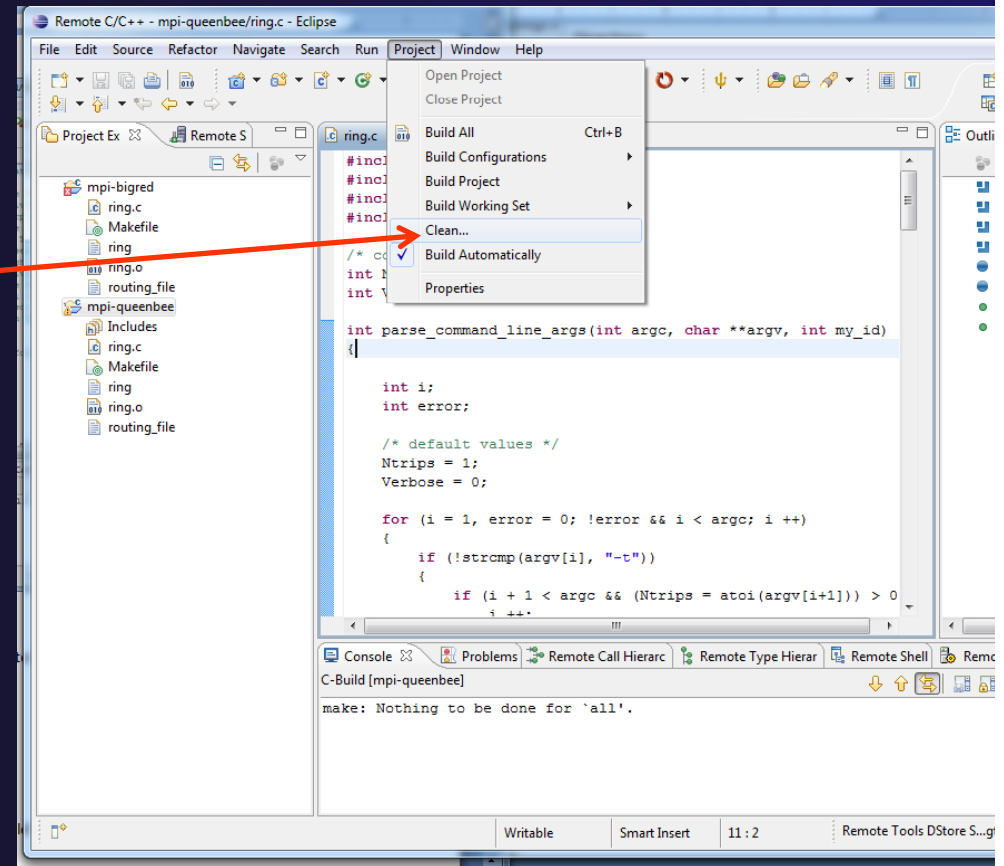 Remote C/C++ - mpi-queenbee/ring.c - Eclipse
File Edit Source Refactor Navigate Search Run Project Window Help
Open Project
Close Project
Build All Ctrl+B
Build Configurations
Build Project
Build Working Set
Clean...
Build Automatically
Properties
Project Ex Remote S
mpi-bigred
ring.c
Makefile
ring
ring.o
routing_file
mpi-queenbee
Includes
ring.c
Makefile
ring
ring.o
routing_file
ring.c
#incl
#incl
#incl
#incl
/* co
int N
int V
int parse_command_line_args(int argc, char **argv, int my_id)
{
int i;
int error;
/* default values */
Ntrips = 1;
Verbose = 0;
for (i = 1, error = 0; !error && i < argc; i ++)
{
if (!strcmp(argv[i], "-t"))
{
if (i + 1 < argc && (Ntrips = atoi(argv[i+1])) > 0
i ++;
Outli
Console Problems Remote Call Hierarc Remote Type Hierar Remote Shell Remo
C-Build [mpi-queenbee]
make: Nothing to be done for `all'.
Writable Smart Insert 11 : 2 Remote Tools DStore S...g